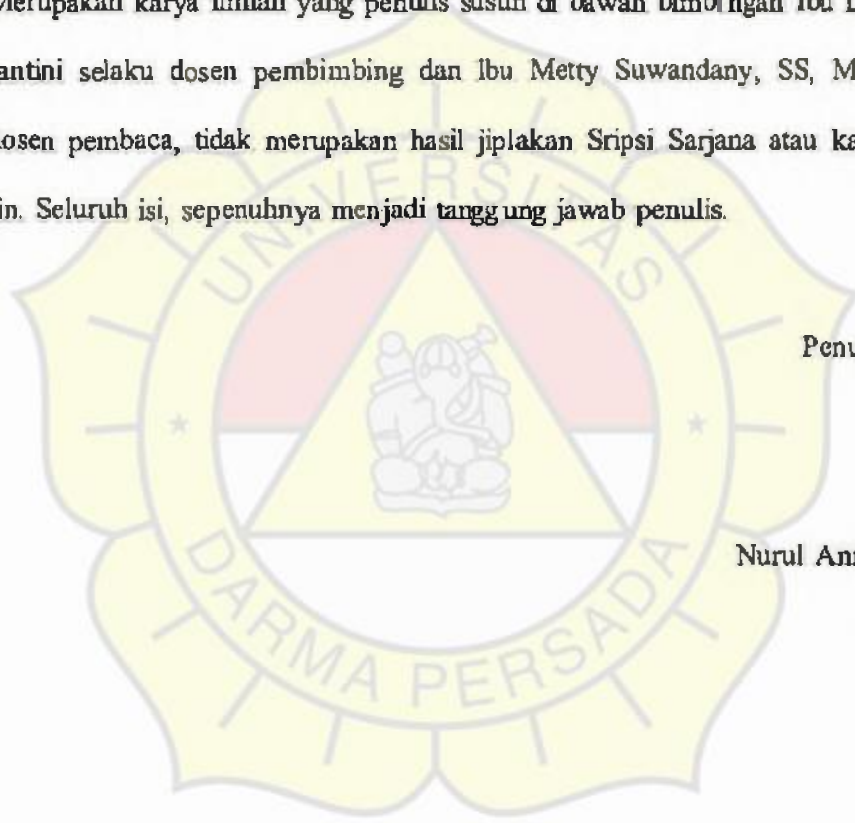 Merupakan karya ilmiah yang penulis susun di bawah bimbingan Ibu
antini selaku dosen pembimbing dan Ibu Metty Suwandany, SS, M
dosen pembaca, tidak merupakan hasil jiplakan Sripsi Sarjana atau ka
in. Seluruh isi, sepenuhnya menjadi tanggung jawab penulis.
Penu
Nurul Ann
UNIVERSITAS
DARMA PERSADA